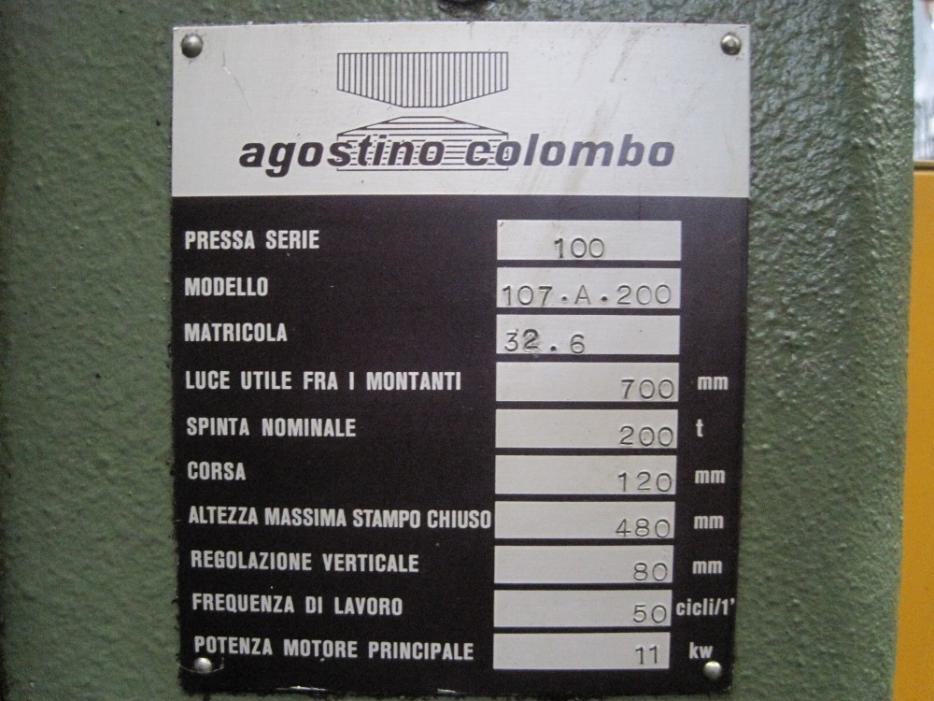 agostino colombo
PRESSA SERIE 100
MODELLO 107.A.200
MATRICOLA 32.6
LUCE UTILE FRA I MONTANTI 700 mm
SPINTA NOMINALE 200 t
CORSA 120 mm
ALTEZZA MASSIMA STAMPO CHIUSO 480 mm
REGOLAZIONE VERTICALE 80 mm
FREQUENZA DI LAVORO 50 cicli/1'
POTENZA MOTORE PRINCIPALE 11 kw